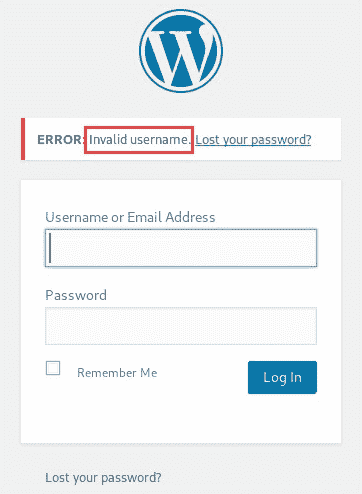 ERROR: Invalid username. Lost your password?
Username or Email Address
Password
Remember Me
Log In
Lost your password?